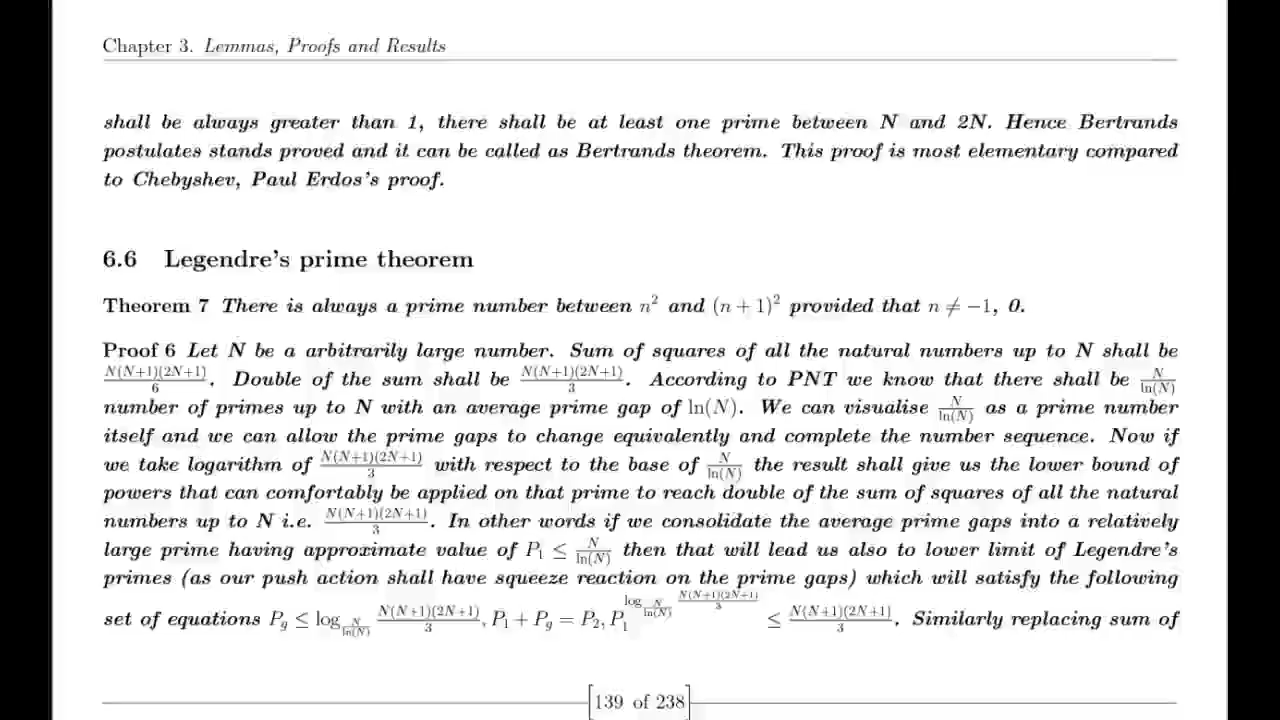 Chapter 3. Lemmas, Proofs and Results
shall be always greater than 1, there shall be at least one prime between N and 2N. Hence Bertrands
postulates stands proved and it can be called as Bertrands theorem. This proof is most elementary compared
to Chebyshev, Paul Erdos's proof.
6.6 Legendre's prime theorem
Theorem 7 There is always a prime number between n² and (n + 1)² provided that n ≠ −1, 0.
Proof 6 Let N be a arbitrarily large number. Sum of squares of all the natural numbers up to N shall be
N(N+1)(2N+1)/6. Double of the sum shall be N(N+1)(2N+1)/3. According to PNT we know that there shall be N/ln(N)
number of primes up to N with an average prime gap of ln(N). We can visualise N/ln(N) as a prime number
itself and we can allow the prime gaps to change equivalently and complete the number sequence. Now if
we take logarithm of N(N+1)(2N+1)/3 with respect to the base of N/ln(N) the result shall give us the lower bound of
powers that can comfortably be applied on that prime to reach double of the sum of squares of all the natural
numbers up to N i.e. N(N+1)(2N+1)/3. In other words if we consolidate the average prime gaps into a relatively
large prime having approximate value of P₁ ≤ N/ln(N) then that will lead us also to lower limit of Legendre's
primes (as our push action shall have squeeze reaction on the prime gaps) which will satisfy the following
set of equations P_g ≤ log_{N/ln(N)} N(N+1)(2N+1)/3, P₁ + P_g = P₂, P₁^{log_{N/ln(N)} N(N+1)(2N+1)/3} ≤ N(N+1)(2N+1)/3. Similarly replacing sum of
139 of 238